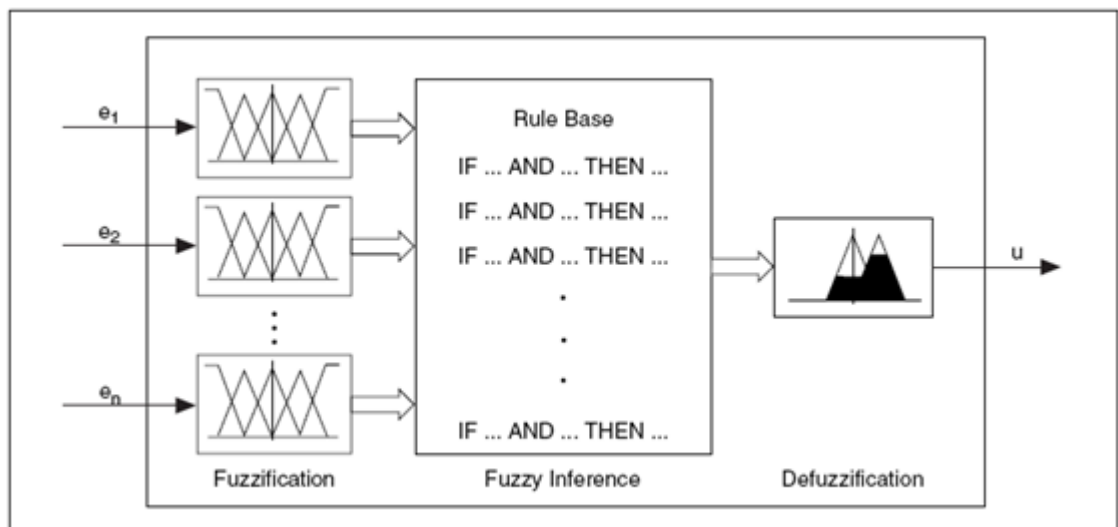 e₁
e₂
eₙ
Rule Base
IF ... AND ... THEN ...
IF ... AND ... THEN ...
IF ... AND ... THEN ...
IF ... AND ... THEN ...
u
Fuzzification
Fuzzy Inference
Defuzzification